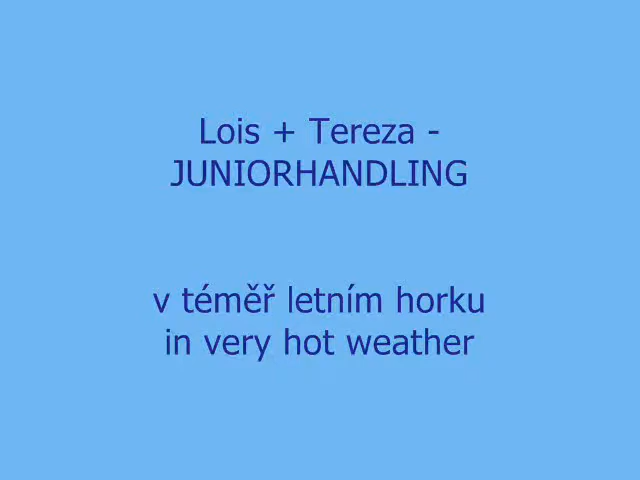 Lois + Tereza -
JUNIORHANDLING
v téměř letním horku
in very hot weather